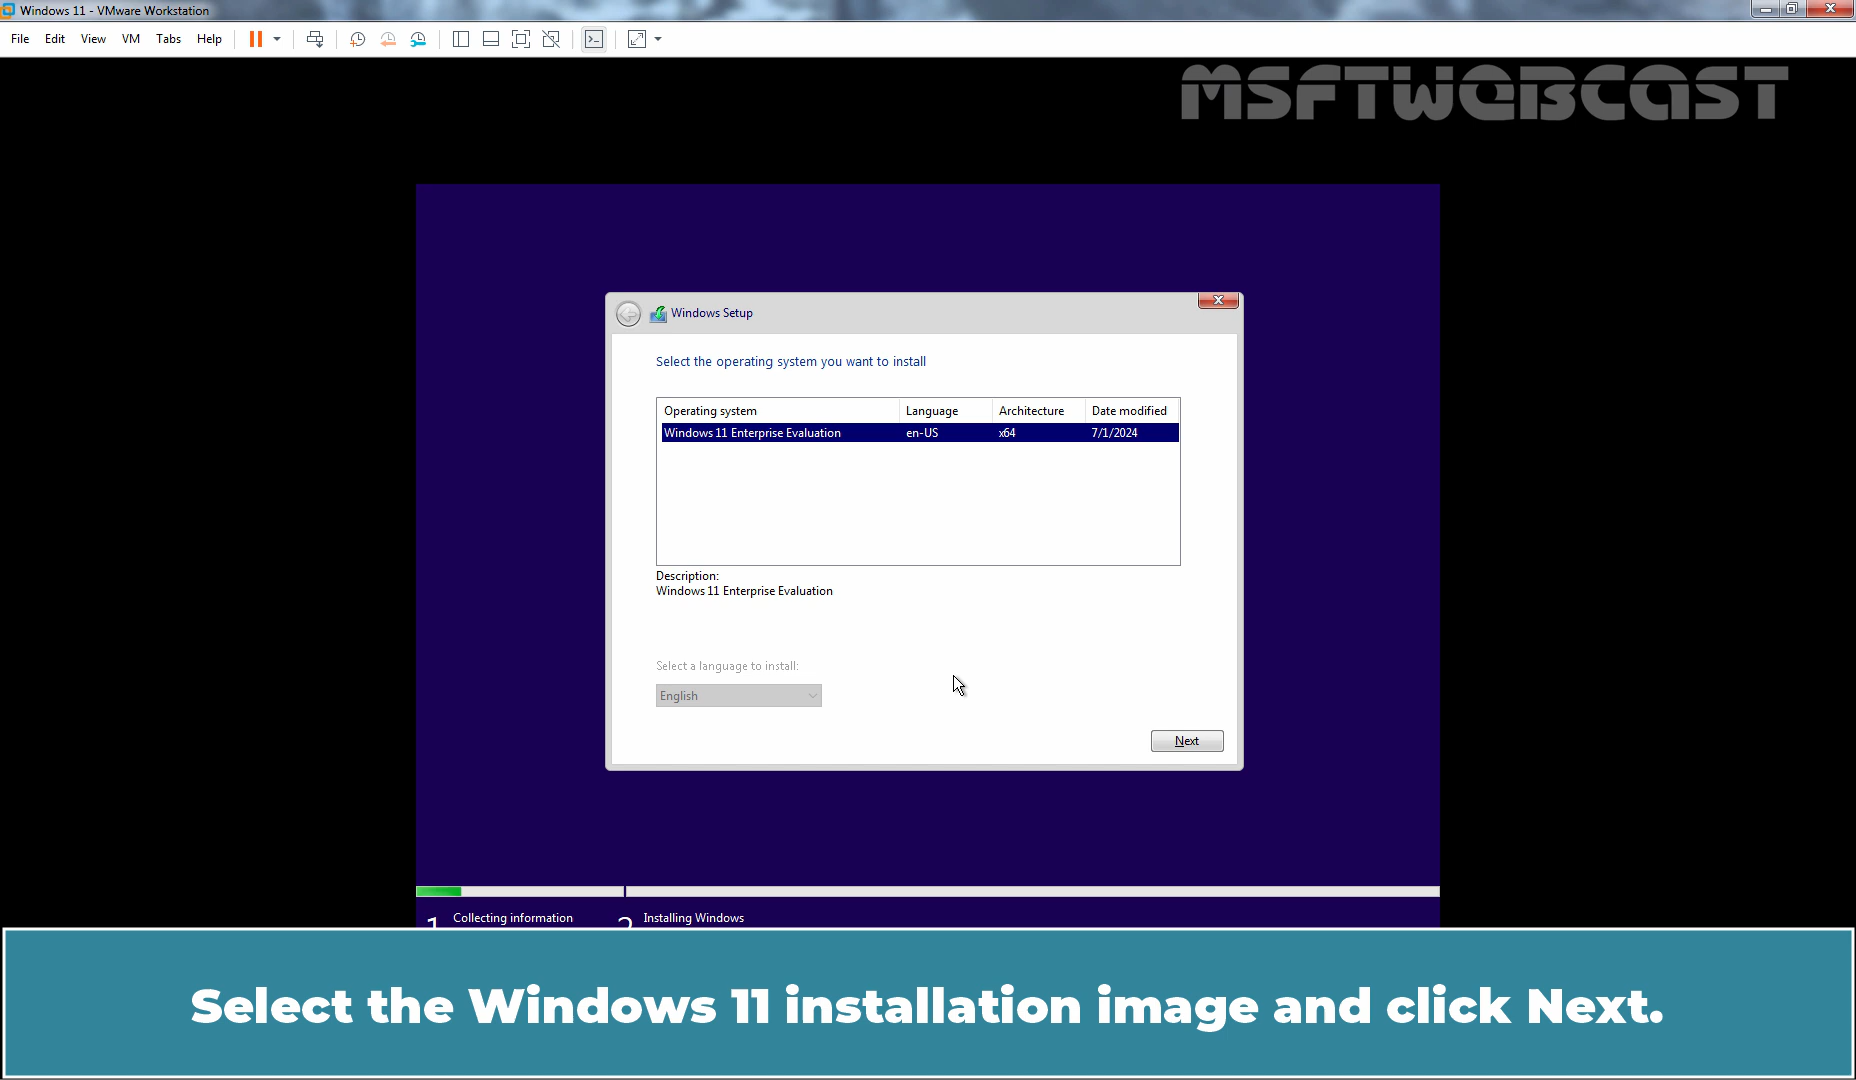 Windows 11 - VMware Workstation
File Edit View VM Tabs Help
MSFTWEBCAST
Windows Setup
Select the operating system you want to install
Operating system Language Architecture Date modified
Windows 11 Enterprise Evaluation en-US x64 7/1/2024
Description:
Windows 11 Enterprise Evaluation
Select a language to install:
English
Next
1 Collecting information 2 Installing Windows
Select the Windows 11 installation image and click Next.